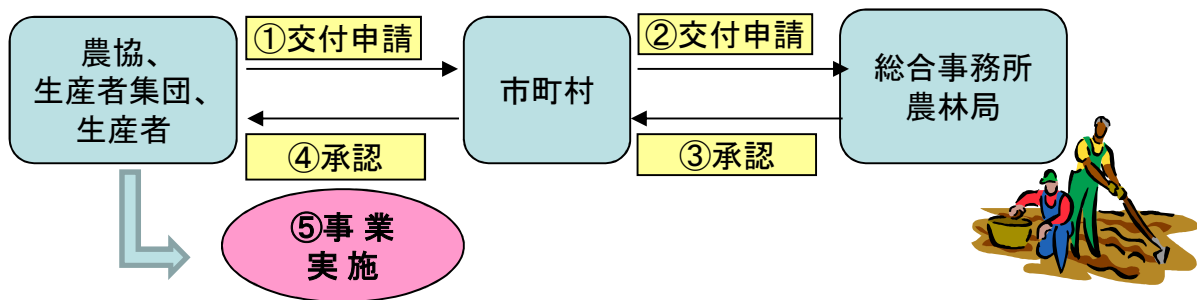 ①交付申請
②交付申請
農協、
生産者集団、
生産者
市町村
総合事務所
農林局
④承認
③承認
⑤事 業
実 施